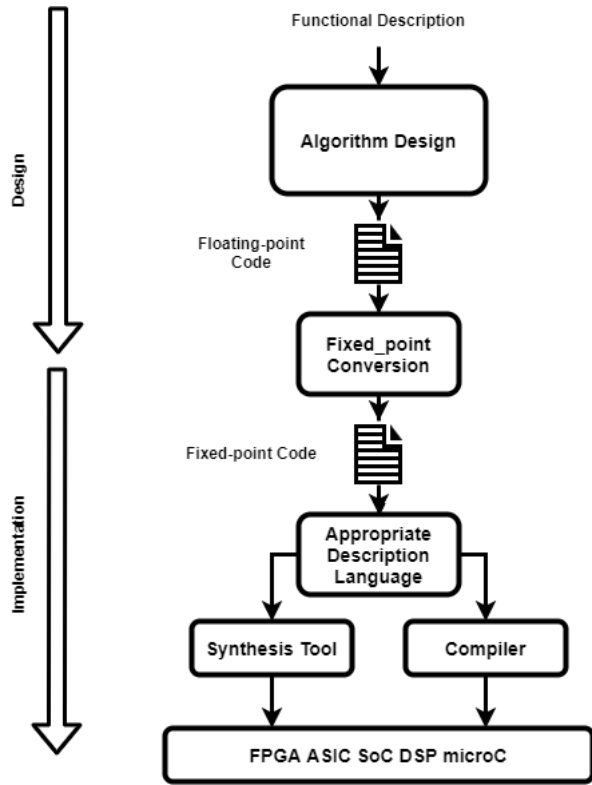 Functional Description
Algorithm Design
Design
Floating-point
Code
Fixed_point
Conversion
Fixed-point Code
Appropriate
Description
Language
Implementation
Synthesis Tool
Compiler
FPGA ASIC SoC DSP microC